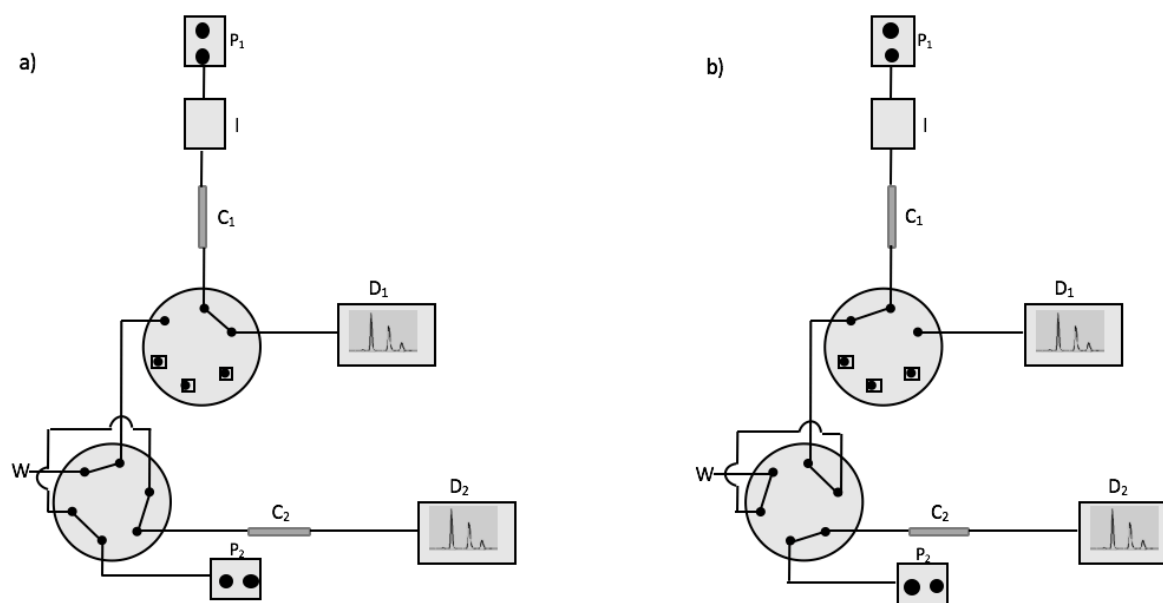 a)
P₁
I
C₁
D₁
W
C₂
D₂
P₂
b)
P₁
I
C₁
D₁
W
C₂
D₂
P₂